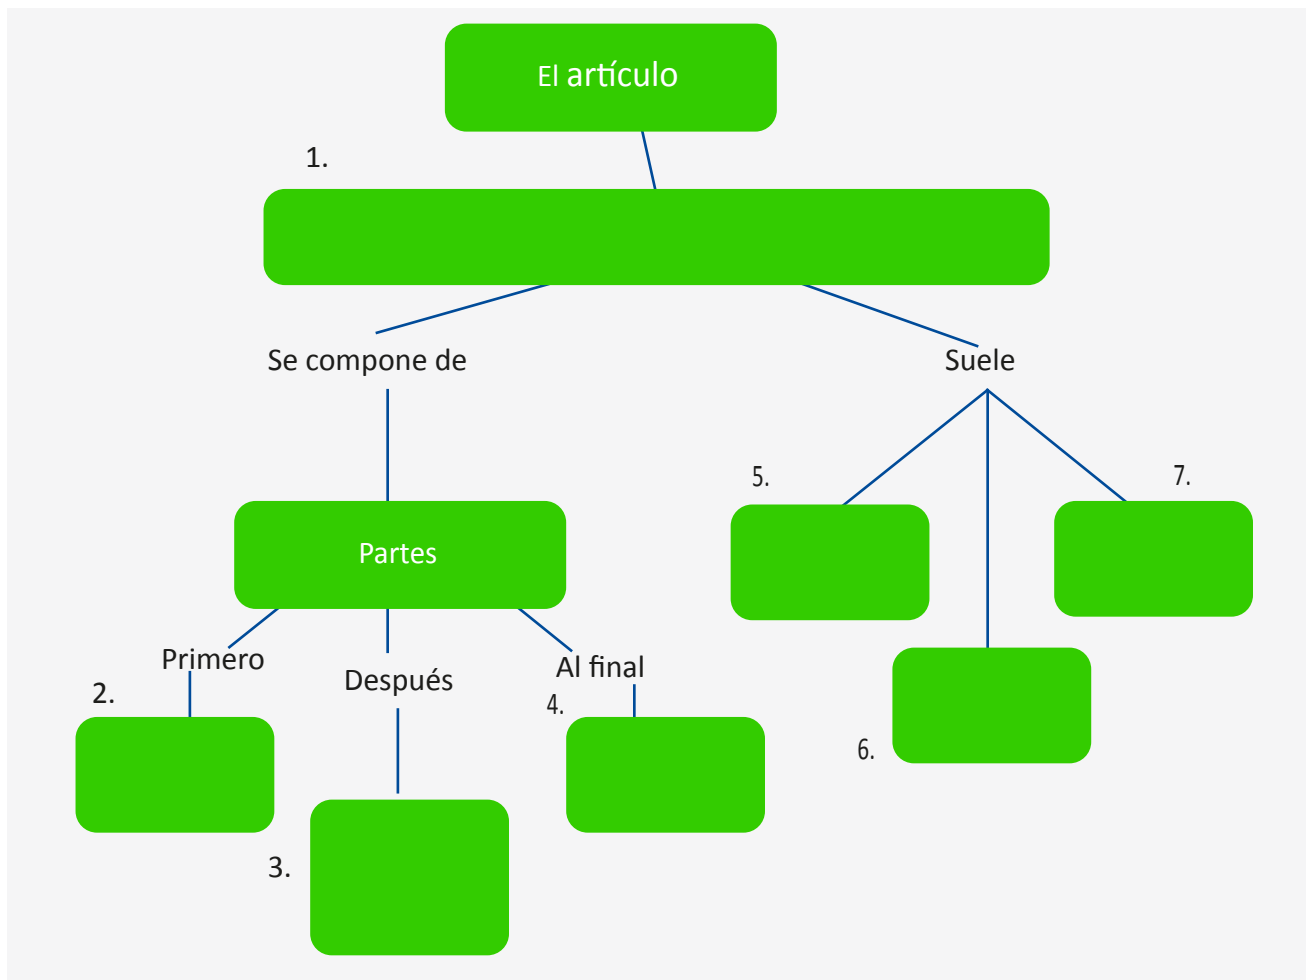 El artículo
1.
Se compone de
Suele
5.
7.
Partes
Primero
Después
Al final
2.
4.
6.
3.